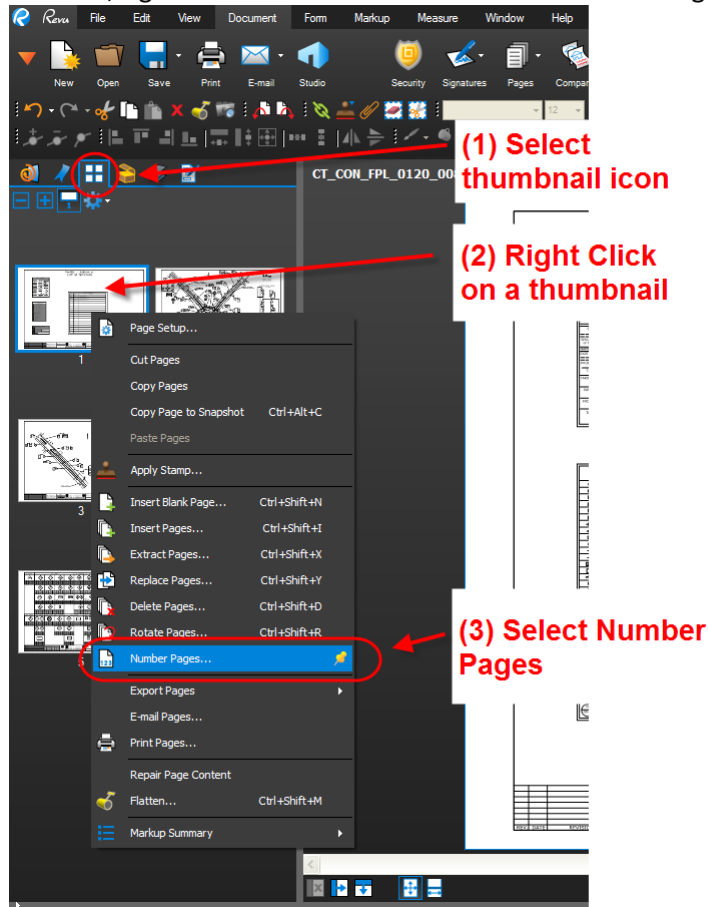 Revu File Edit View Document Form Markup Measure Window Help
New Open Save Print E-mail Studio Security Signatures Pages Compar
12
(1) Select
thumbnail icon
CT_CON_FPL_0120_00
(2) Right Click
on a thumbnail
1
Page Setup...
Cut Pages
Copy Pages
Copy Page to Snapshot Ctrl+Alt+C
Paste Pages
Apply Stamp...
3
Insert Blank Page... Ctrl+Shift+N
Insert Pages... Ctrl+Shift+I
Extract Pages... Ctrl+Shift+X
Replace Pages... Ctrl+Shift+Y
Delete Pages... Ctrl+Shift+D
Rotate Pages... Ctrl+Shift+R
(3) Select Number
Pages
5
Number Pages...
Export Pages
E-mail Pages...
Print Pages...
Repair Page Content
Flatten... Ctrl+Shift+M
Markup Summary